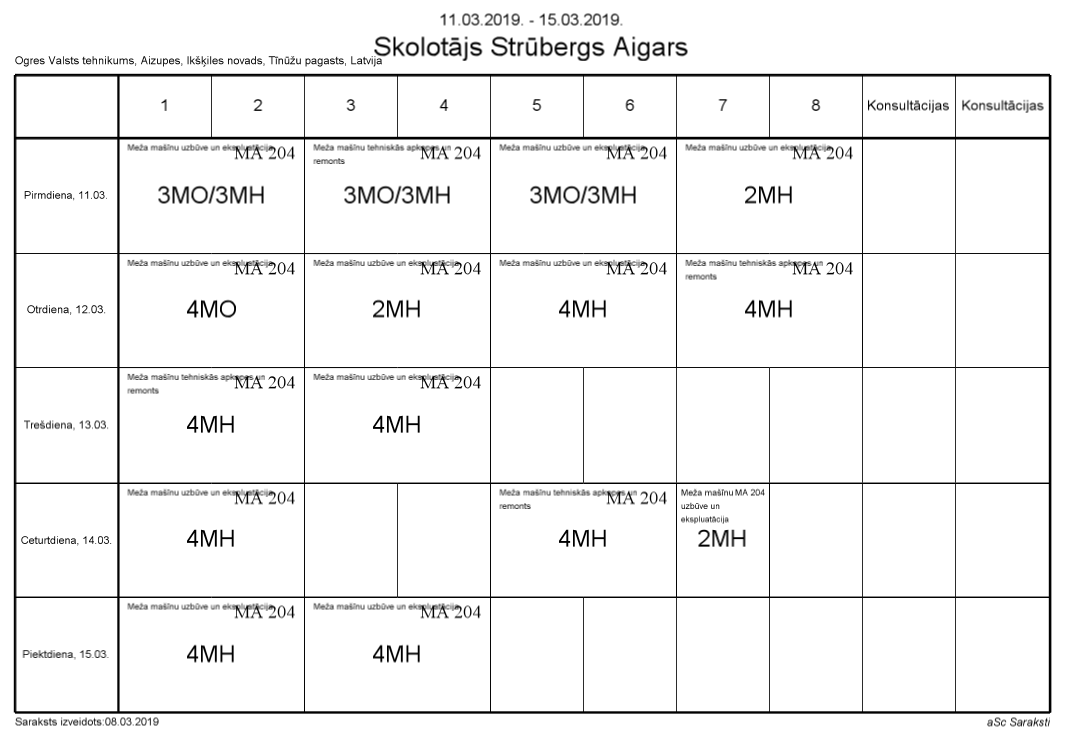 11.03.2019. - 15.03.2019.
Skolotājs Strūbergs Aigars
Ogres Valsts tehnikums, Aizupes, Ikšķiles novads, Tīnūžu pagasts, Latvija
1 2 3 4 5 6 7 8 Konsultācijas Konsultācijas
Pirmdiena, 11.03.
Meža mašīnu uzbūve un ekspluatācija MA 204
3MO/3MH
Meža mašīnu tehniskās apkopes un MA 204
remonts
3MO/3MH
Meža mašīnu uzbūve un ekspluatācija MA 204
3MO/3MH
Meža mašīnu uzbūve un ekspluatācija MA 204
2MH
Otrdiena, 12.03.
Meža mašīnu uzbūve un ekspluatācija MA 204
4MO
Meža mašīnu uzbūve un ekspluatācija MA 204
2MH
Meža mašīnu uzbūve un ekspluatācija MA 204
4MH
Meža mašīnu tehniskās apkopes un MA 204
remonts
4MH
Trešdiena, 13.03.
Meža mašīnu tehniskās apkopes un MA 204
remonts
4MH
Meža mašīnu uzbūve un ekspluatācija MA 204
4MH
Ceturtdiena, 14.03.
Meža mašīnu uzbūve un ekspluatācija MA 204
4MH
Meža mašīnu tehniskās apkopes un MA 204
remonts
4MH
Meža mašīnu MA 204
uzbūve un
ekspluatācija
2MH
Piektdiena, 15.03.
Meža mašīnu uzbūve un ekspluatācija MA 204
4MH
Meža mašīnu uzbūve un ekspluatācija MA 204
4MH
Saraksts izveidots:08.03.2019
aSc Saraksti